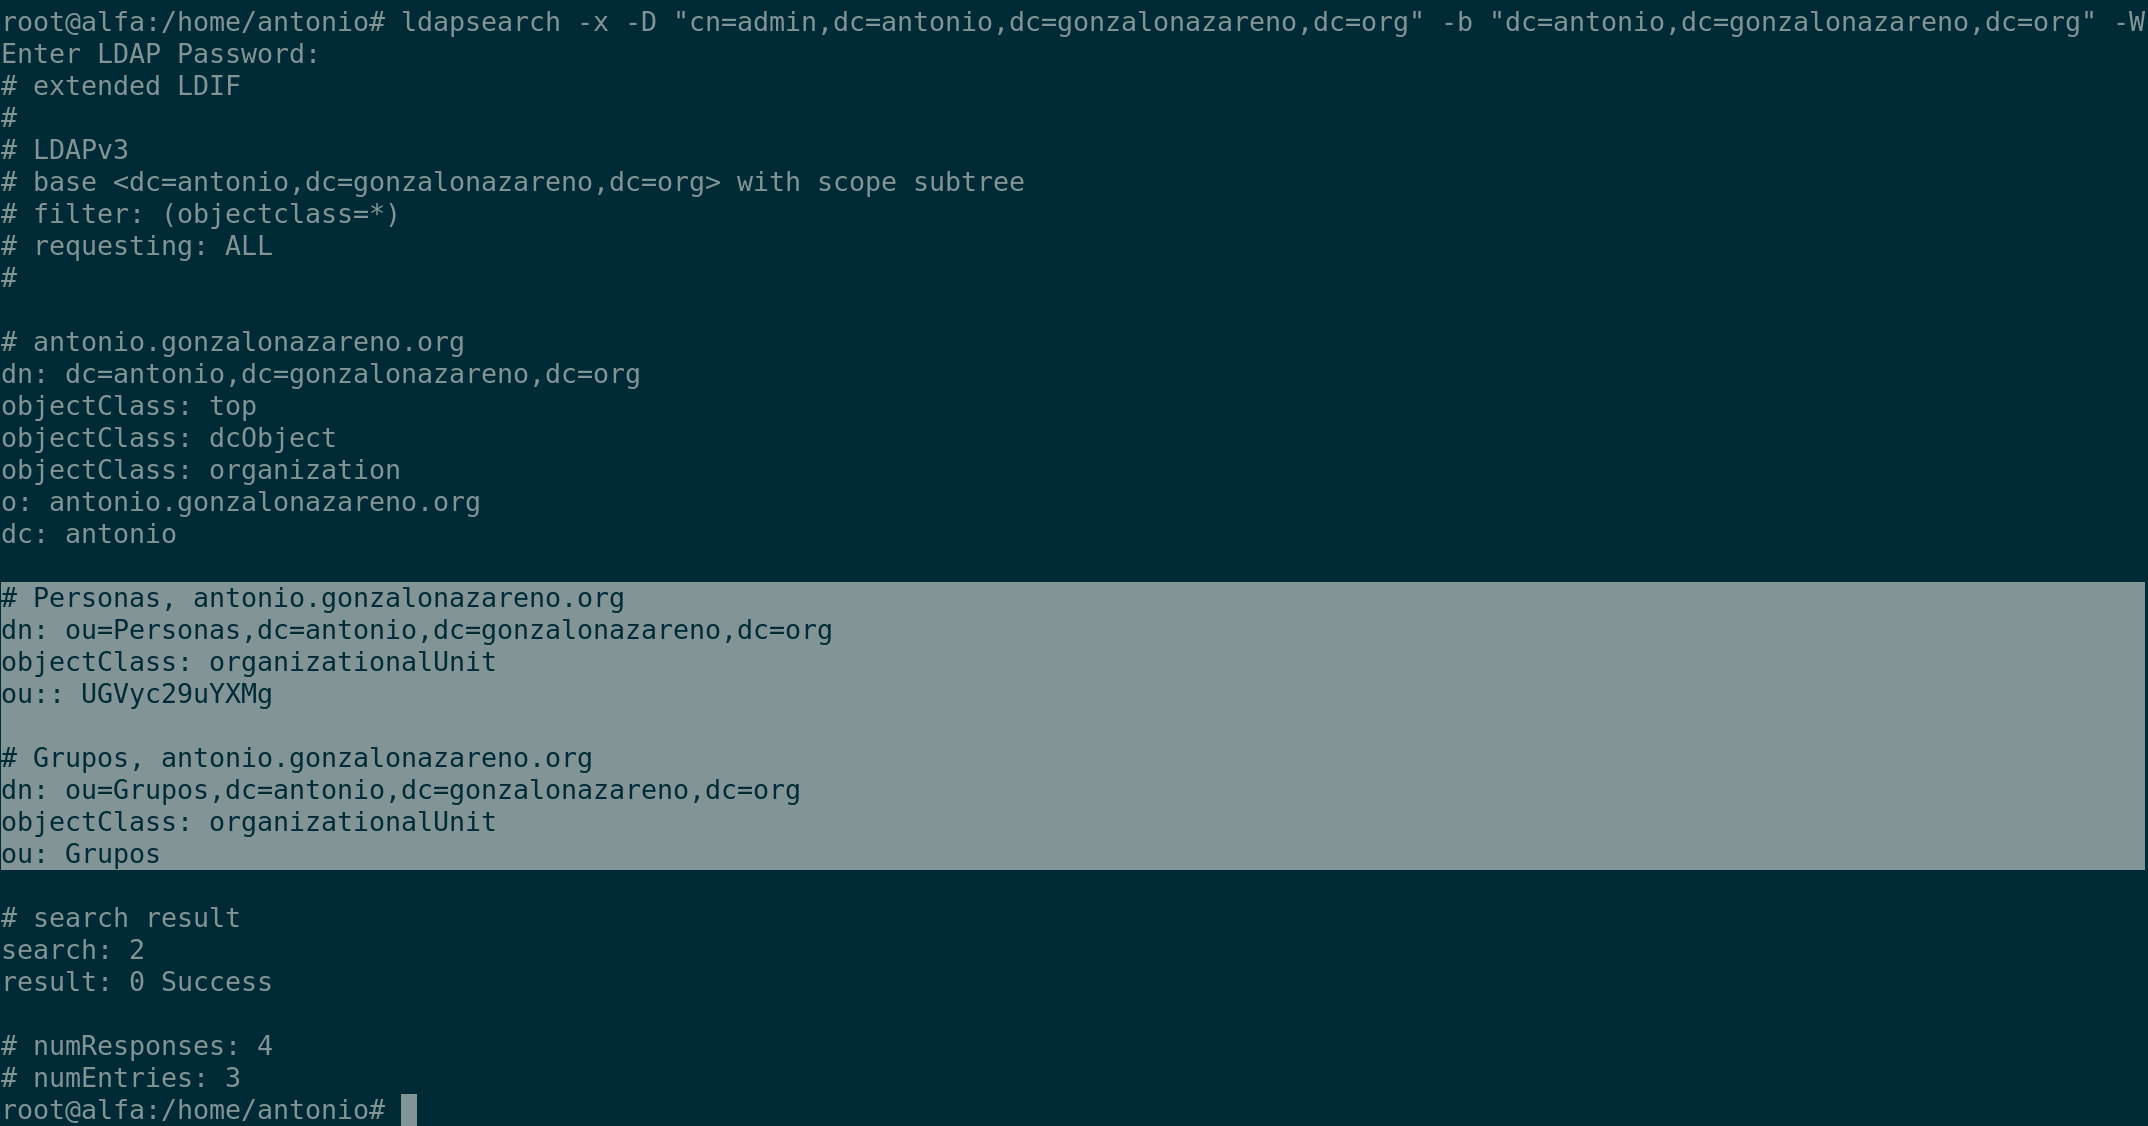 root@alfa:/home/antonio# ldapsearch -x -D "cn=admin,dc=antonio,dc=gonzalonazareno,dc=org" -b "dc=antonio,dc=gonzalonazareno,dc=org" -W
Enter LDAP Password:
# extended LDIF
#
# LDAPv3
# base <dc=antonio,dc=gonzalonazareno,dc=org> with scope subtree
# filter: (objectclass=*)
# requesting: ALL
#
# antonio.gonzalonazareno.org
dn: dc=antonio,dc=gonzalonazareno,dc=org
objectClass: top
objectClass: dcObject
objectClass: organization
o: antonio.gonzalonazareno.org
dc: antonio
# Personas, antonio.gonzalonazareno.org
dn: ou=Personas,dc=antonio,dc=gonzalonazareno,dc=org
objectClass: organizationalUnit
ou:: UGVyc29uYXMg
# Grupos, antonio.gonzalonazareno.org
dn: ou=Grupos,dc=antonio,dc=gonzalonazareno,dc=org
objectClass: organizationalUnit
ou: Grupos
# search result
search: 2
result: 0 Success
# numResponses: 4
# numEntries: 3
root@alfa:/home/antonio#